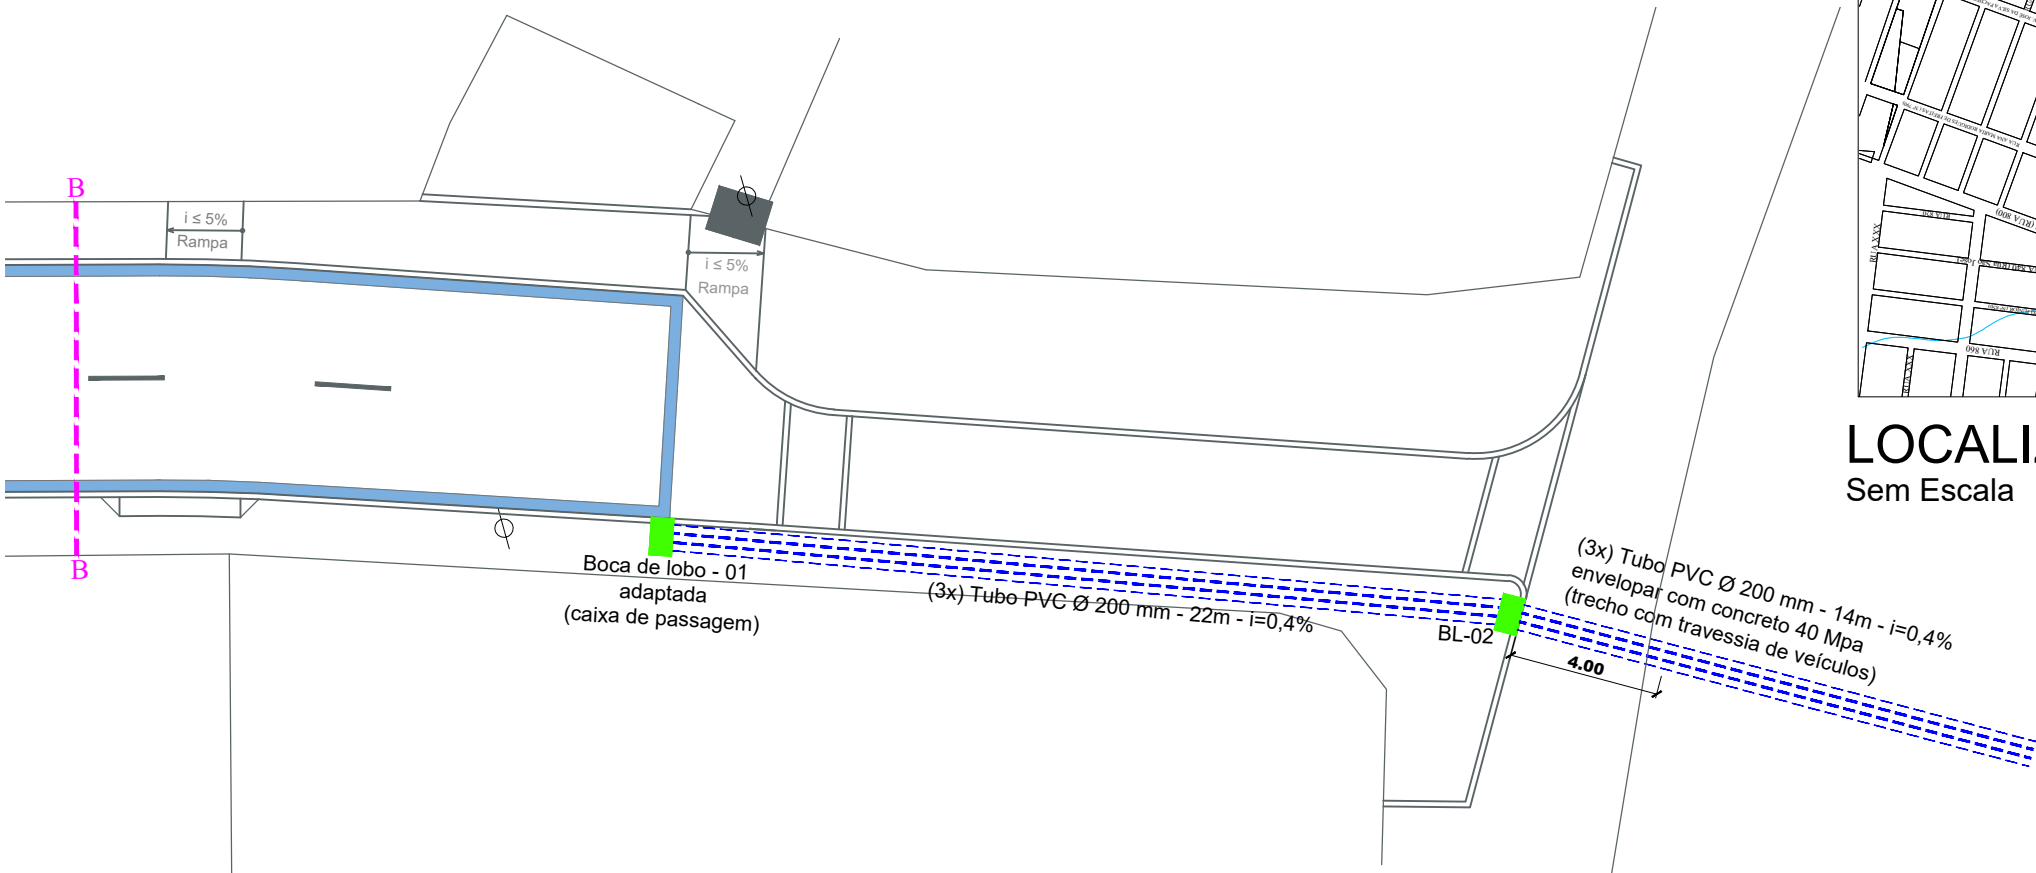 B
i ≤ 5%
Rampa
i ≤ 5%
Rampa
B
Boca de lobo - 01
adaptada
(caixa de passagem)
(3x) Tubo PVC Ø 200 mm - 22m - i=0,4%
BL-02
(3x) Tubo PVC Ø 200 mm - 14m - i=0,4%
envelopar com concreto 40 Mpa
(trecho com travessia de veículos)
4.00
RUA XXX
(RUA 800)
RUA 860
RUA XXX
LOCALI
Sem Escala